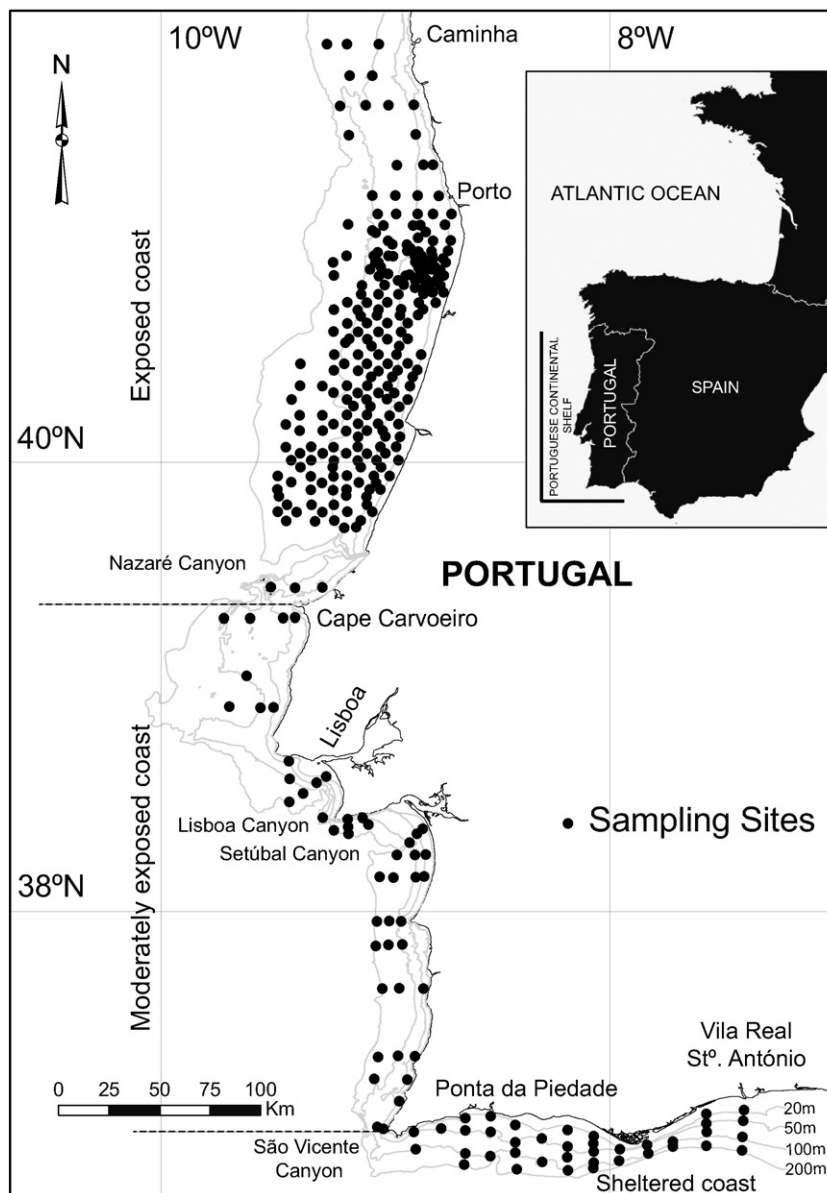 10ºW
8ºW
Caminha
N
Porto
ATLANTIC OCEAN
Exposed coast
PORTUGUESE CONTINENTAL
SHELF
PORTUGAL
SPAIN
40ºN
Nazaré Canyon
PORTUGAL
Cape Carvoeiro
Lisboa
Moderately exposed coast
Lisboa Canyon
Sampling Sites
Setúbal Canyon
38ºN
Vila Real
Stº. António
0 25 50 75 100
Km
Ponta da Piedade
20m
50m
100m
200m
São Vicente
Canyon
Sheltered coast